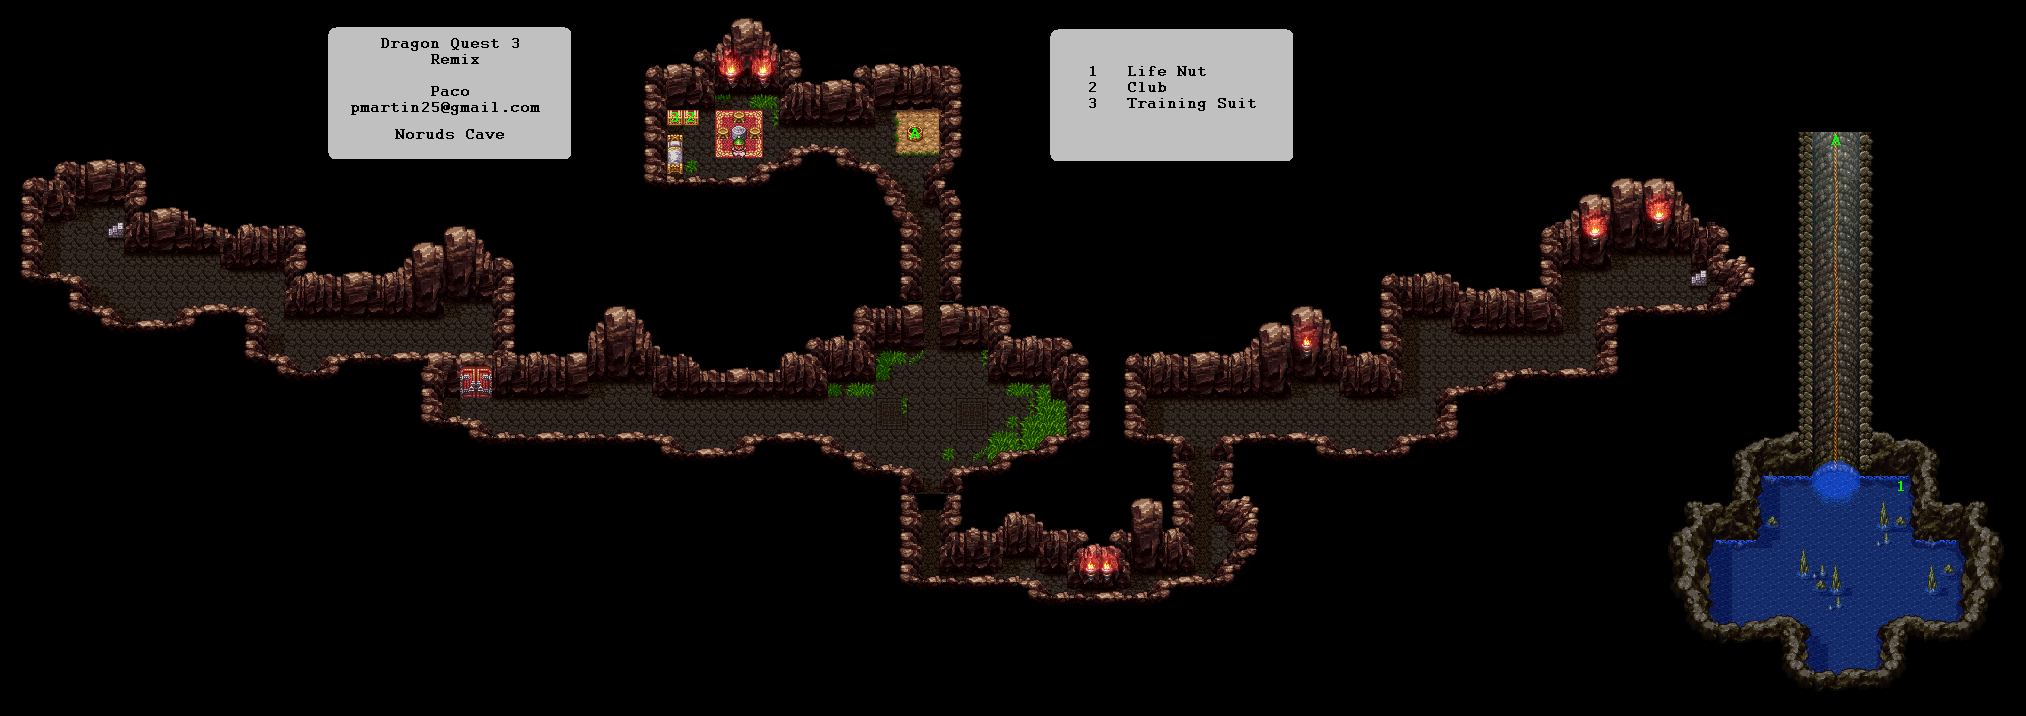 Dragon Quest 3
Remix
Paco
pmartin25@gmail.com
Noruds Cave
1 Life Nut
2 Club
3 Training Suit
A
A
1